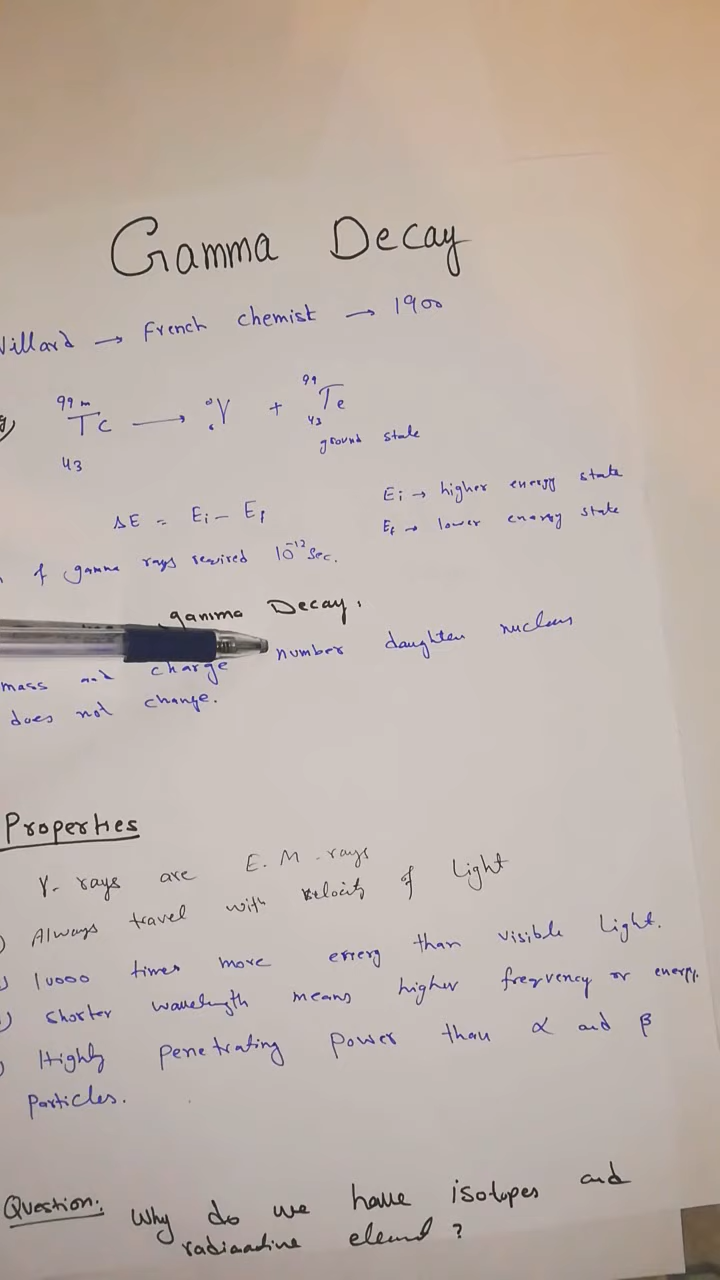 Gamma Decay
Villard → French chemist → 1900
99m Tc 43 → 0 γ 0 + 99 Te 43
ground state
ΔE = Ei - Ef
Ei → higher energy state
Ef → lower energy state
of gamma rays required 10⁻¹² Sec.
gamma Decay.
mass and charge number daughter nucleus
does not change.
Properties
γ- rays are E.M-rays
Always travel with velocity of light
10000 times more energy than visible light.
Shorter wavelength means higher frequency or energy.
Highly penetrating power than α and β
particles.
Question: Why do we have isotopes and
radioactive element ?